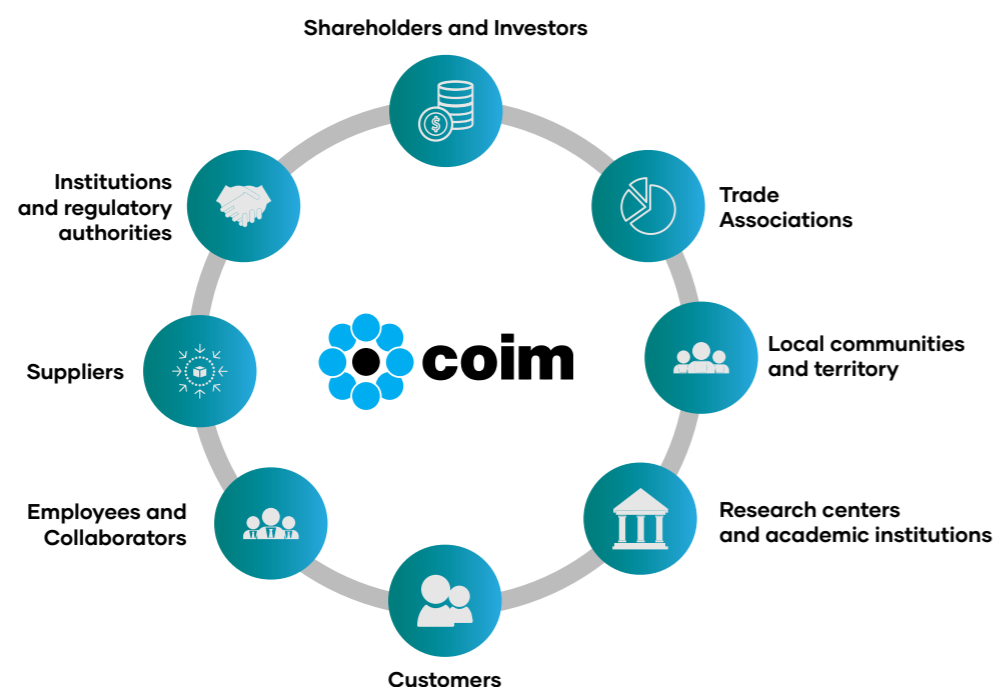 Shareholders and Investors
Institutions
and regulatory
authorities
Trade
Associations
Suppliers
coim
Local communities
and territory
Employees and
Collaborators
Research centers
and academic institutions
Customers